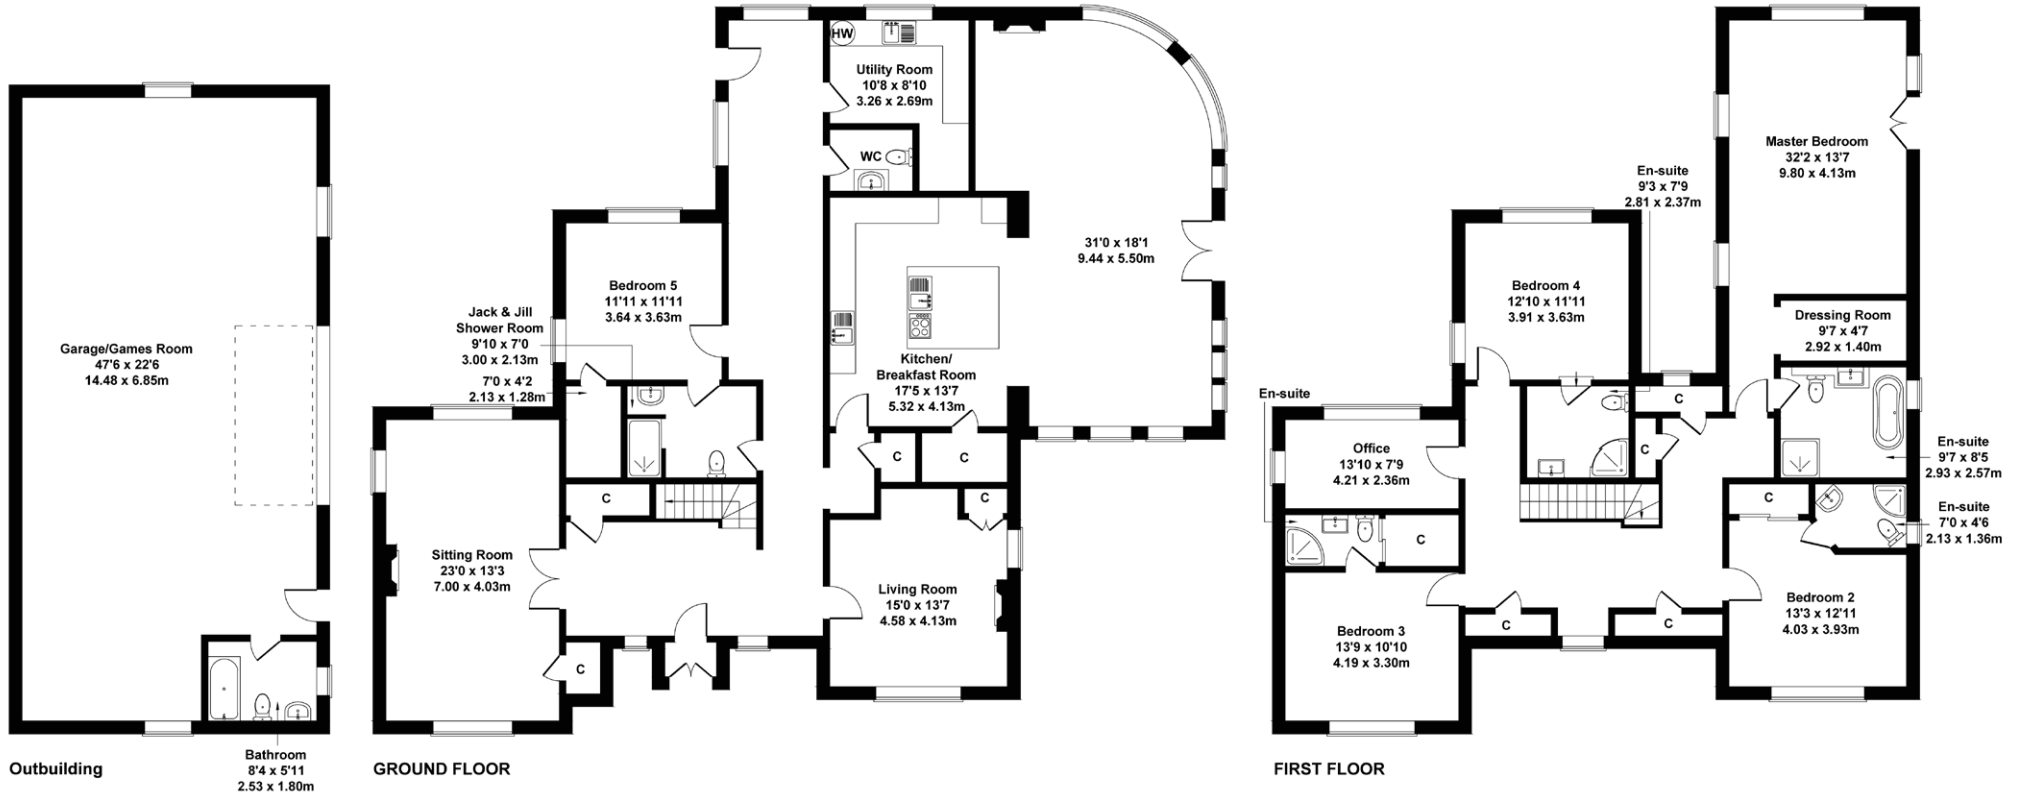 Garage/Games Room
47'6 x 22'6
14.48 x 6.85m
Bathroom
8'4 x 5'11
2.53 x 1.80m
Outbuilding
HW
Utility Room
10'8 x 8'10
3.26 x 2.69m
WC
31'0 x 18'1
9.44 x 5.50m
Bedroom 5
11'11 x 11'11
3.64 x 3.63m
Jack & Jill
Shower Room
9'10 x 7'0
3.00 x 2.13m
7'0 x 4'2
2.13 x 1.28m
Kitchen/
Breakfast Room
17'5 x 13'7
5.32 x 4.13m
C
C
C
C
Sitting Room
23'0 x 13'3
7.00 x 4.03m
Living Room
15'0 x 13'7
4.58 x 4.13m
C
GROUND FLOOR
Master Bedroom
32'2 x 13'7
9.80 x 4.13m
En-suite
9'3 x 7'9
2.81 x 2.37m
Bedroom 4
12'10 x 11'11
3.91 x 3.63m
Dressing Room
9'7 x 4'7
2.92 x 1.40m
En-suite
C
C
Office
13'10 x 7'9
4.21 x 2.36m
En-suite
9'7 x 8'5
2.93 x 2.57m
C
En-suite
7'0 x 4'6
2.13 x 1.36m
C
Bedroom 2
13'3 x 12'11
4.03 x 3.93m
C
C
Bedroom 3
13'9 x 10'10
4.19 x 3.30m
FIRST FLOOR